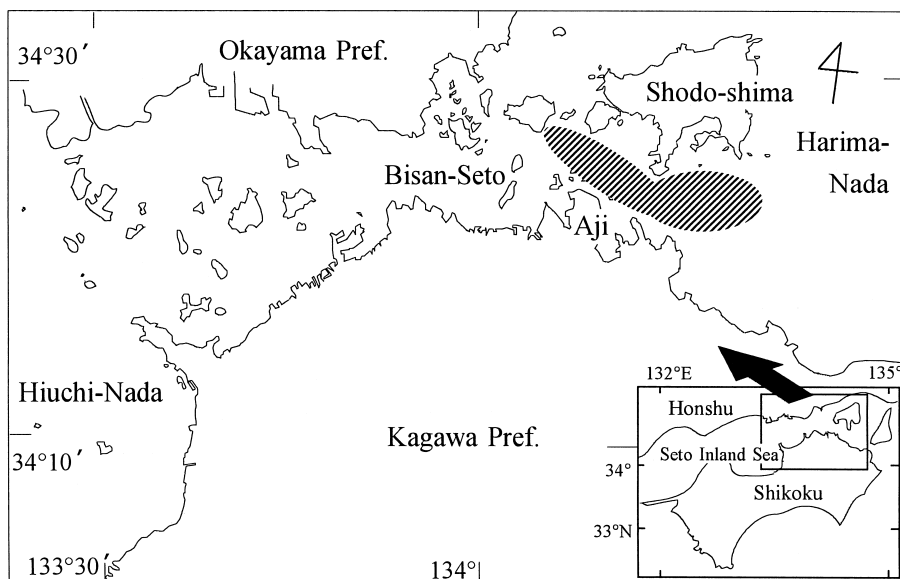 34°30′
Okayama Pref.
Shodo-shima
Harima-
Nada
Bisan-Seto
Aji
Hiuchi-Nada
Kagawa Pref.
34°10′
133°30′
134°
132°E
135°
Honshu
Seto Inland Sea
34°
Shikoku
33°N